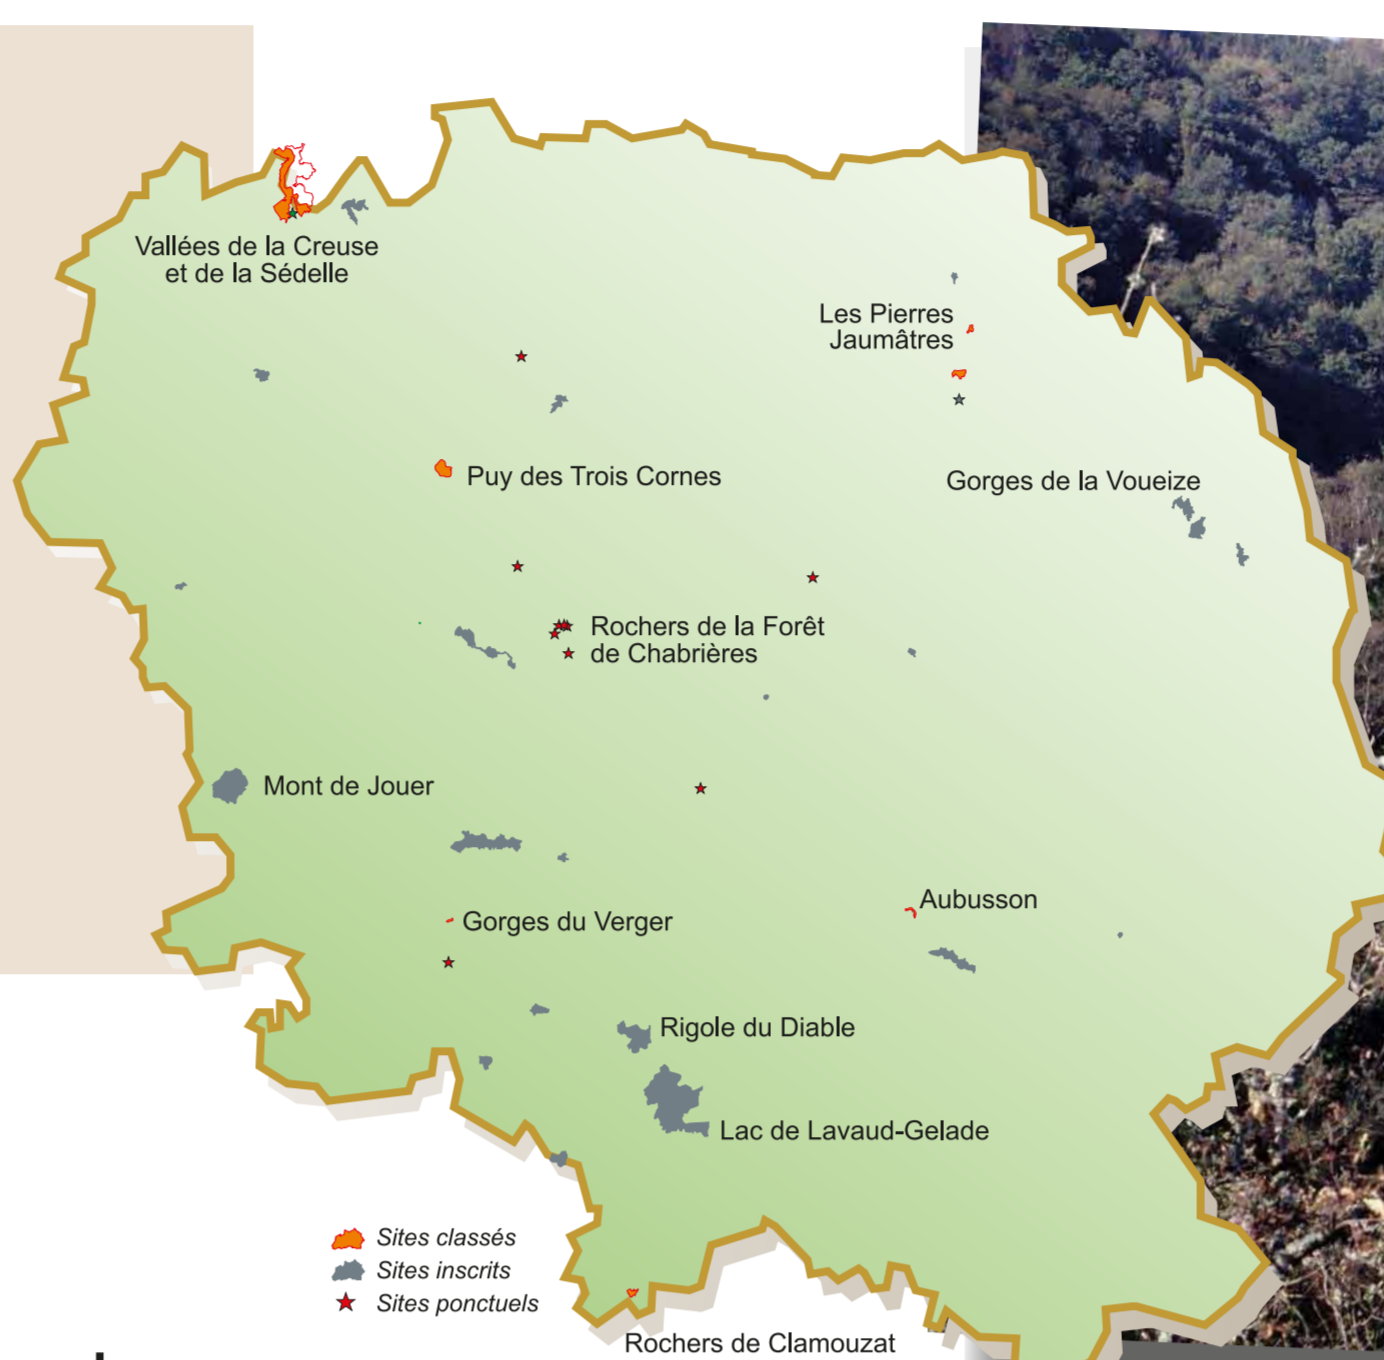 Vallées de la Creuse
et de la Sédelle
Les Pierres
Jaumâtres
Puy des Trois Cornes
Gorges de la Voueize
Rochers de la Forêt
de Chabrières
Mont de Jouer
Aubusson
Gorges du Verger
Rigole du Diable
Lac de Lavaud-Gelade
Sites classés
Sites inscrits
Sites ponctuels
Rochers de Clamouzat